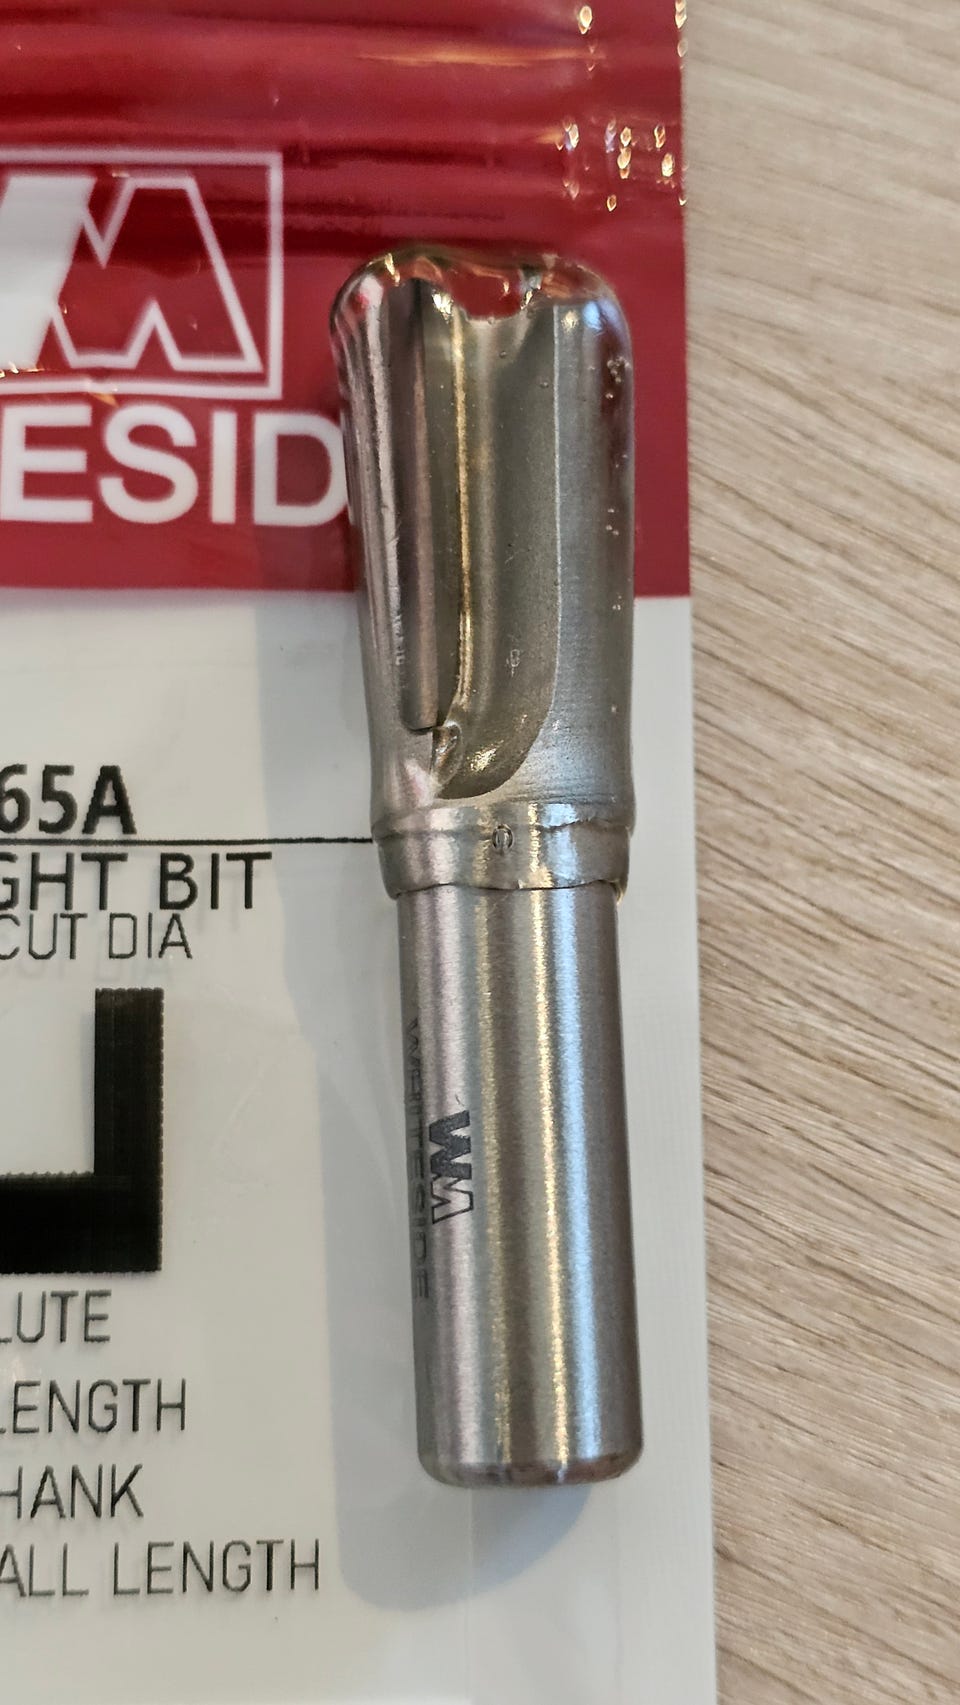 ESID
65A
GHT BIT
CUT DIA
WHITESIDE
LUTE
LENGTH
HANK
ALL LENGTH